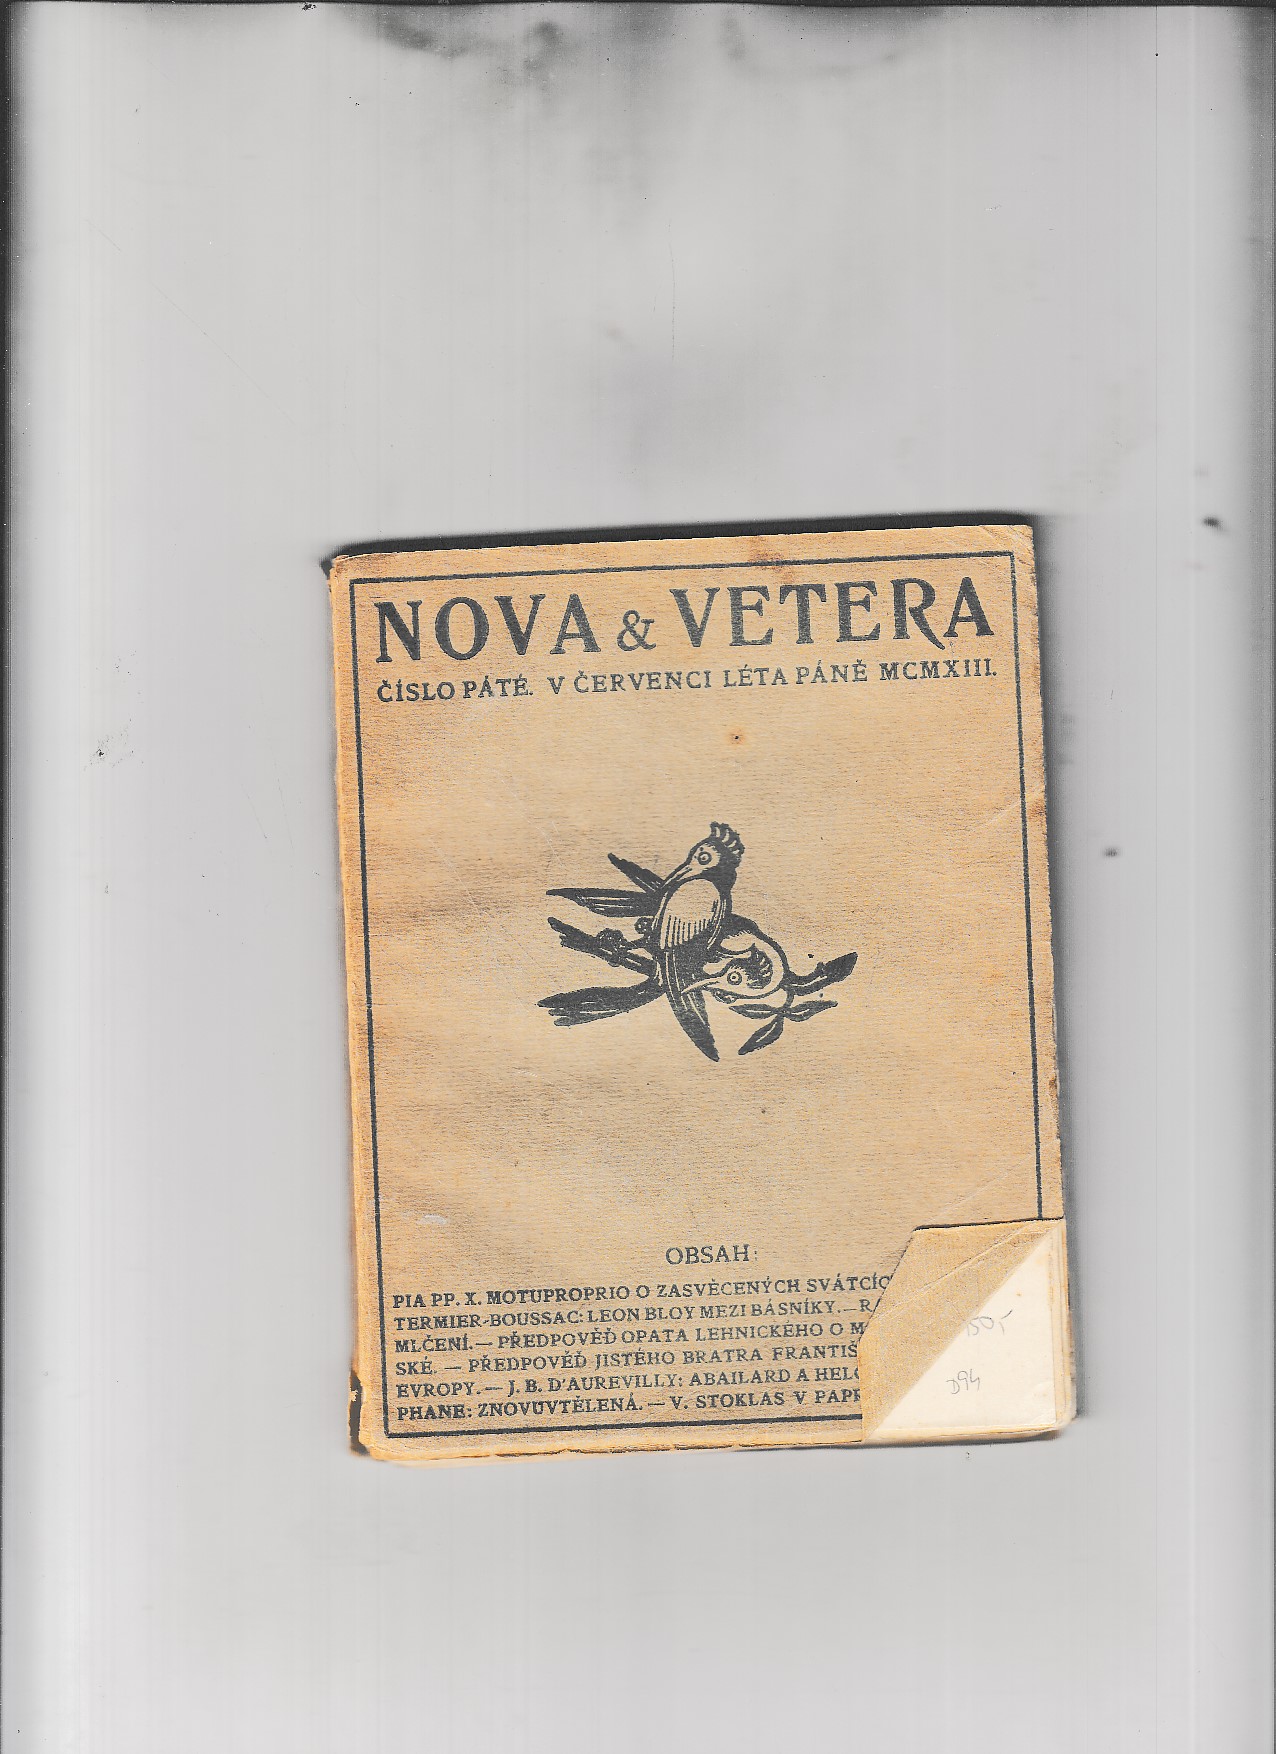 NOVA & VETERA
ČÍSLO PÁTÉ. V ČERVENCI LÉTA PÁNĚ MCMXIII.
OBSAH:
PIA PP. X. MOTUPROPRIO O ZASVĚCENÝCH
TERMIER-BOUSSAC: LEON BLOY MEZI BÁSNÍKY. —
MLČENÍ. — PŘEDPOVĚĎ OPATA LEHNICKÉHO O
SKÉ. — PŘEDPOVĚĎ JISTÉHO BRATRA
EVROPY. — J. B. D'AUREVILLY: ABAILARD A
PHANE: ZNOVUVTĚLENÁ. — V. STOKLAS V
D94